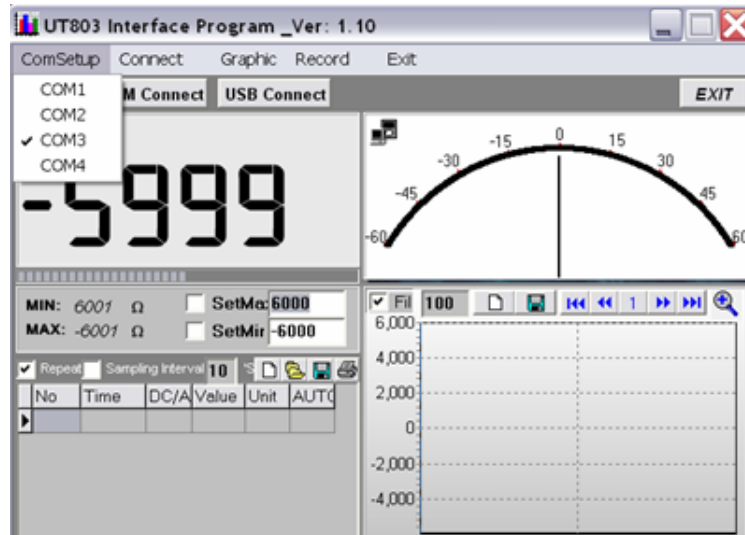 UT803 Interface Program _Ver: 1.10
ComSetup Connect Graphic Record Exit
COM1
COM2
COM3
COM4
M Connect USB Connect EXIT
-5999
-60 -45 -30 -15 0 15 30 45 60
MIN: 6001 Ω SetMa: 6000
MAX: -6001 Ω SetMir -6000
Fil 100 1
Repeat Sampling Interval 10 "S
No Time DC/A Value Unit AUTO
6,000
4,000
2,000
0
-2,000
-4,000